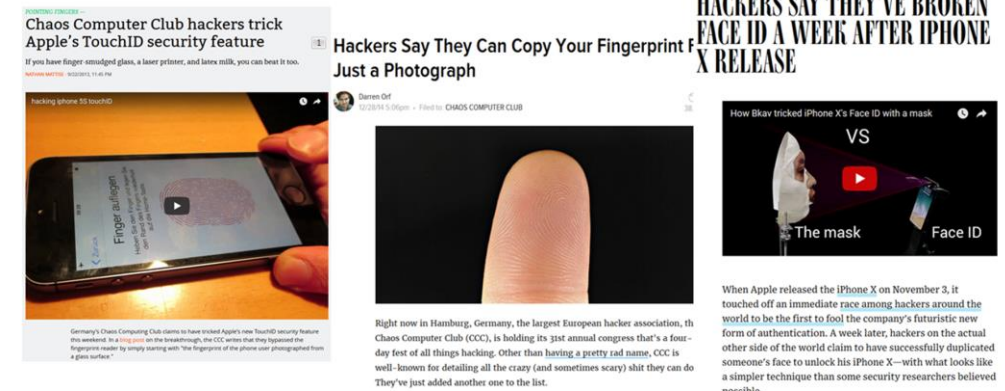 POINTING FINGERS —
Chaos Computer Club hackers trick
Apple's TouchID security feature
If you have finger-smudged glass, a laser printer, and latex milk, you can beat it too.
hacking iphone 5S touchID
Finger auflegen
Zurück
Germany's Chaos Computing Club claims to have tricked Apple's new TouchID security feature
this weekend. In a blog post on the breakthrough, the CCC writes that they bypassed the
fingerprint reader by simply starting with "the fingerprint of the phone user photographed from
a glass surface."
Hackers Say They Can Copy Your Fingerprint F
Just a Photograph
Darren Orf
12/28/14 5:06pm • Filed to CHAOS COMPUTER CLUB
Right now in Hamburg, Germany, the largest European hacker association, th
Chaos Computer Club (CCC), is holding its 31st annual congress that's a four-
day fest of all things hacking. Other than having a pretty rad name, CCC is
well-known for detailing all the crazy (and sometimes scary) shit they can do
They've just added another one to the list.
HACKERS SAY THEY'VE BROKEN
FACE ID A WEEK AFTER IPHONE
X RELEASE
How Bkav tricked iPhone X's Face ID with a mask
VS
The mask
Face ID
When Apple released the iPhone X on November 3, it
touched off an immediate race among hackers around the
world to be the first to fool the company's futuristic new
form of authentication. A week later, hackers on the actual
other side of the world claim to have successfully duplicated
someone's face to unlock his iPhone X—with what looks like
a simpler technique than some security researchers believed
possible.